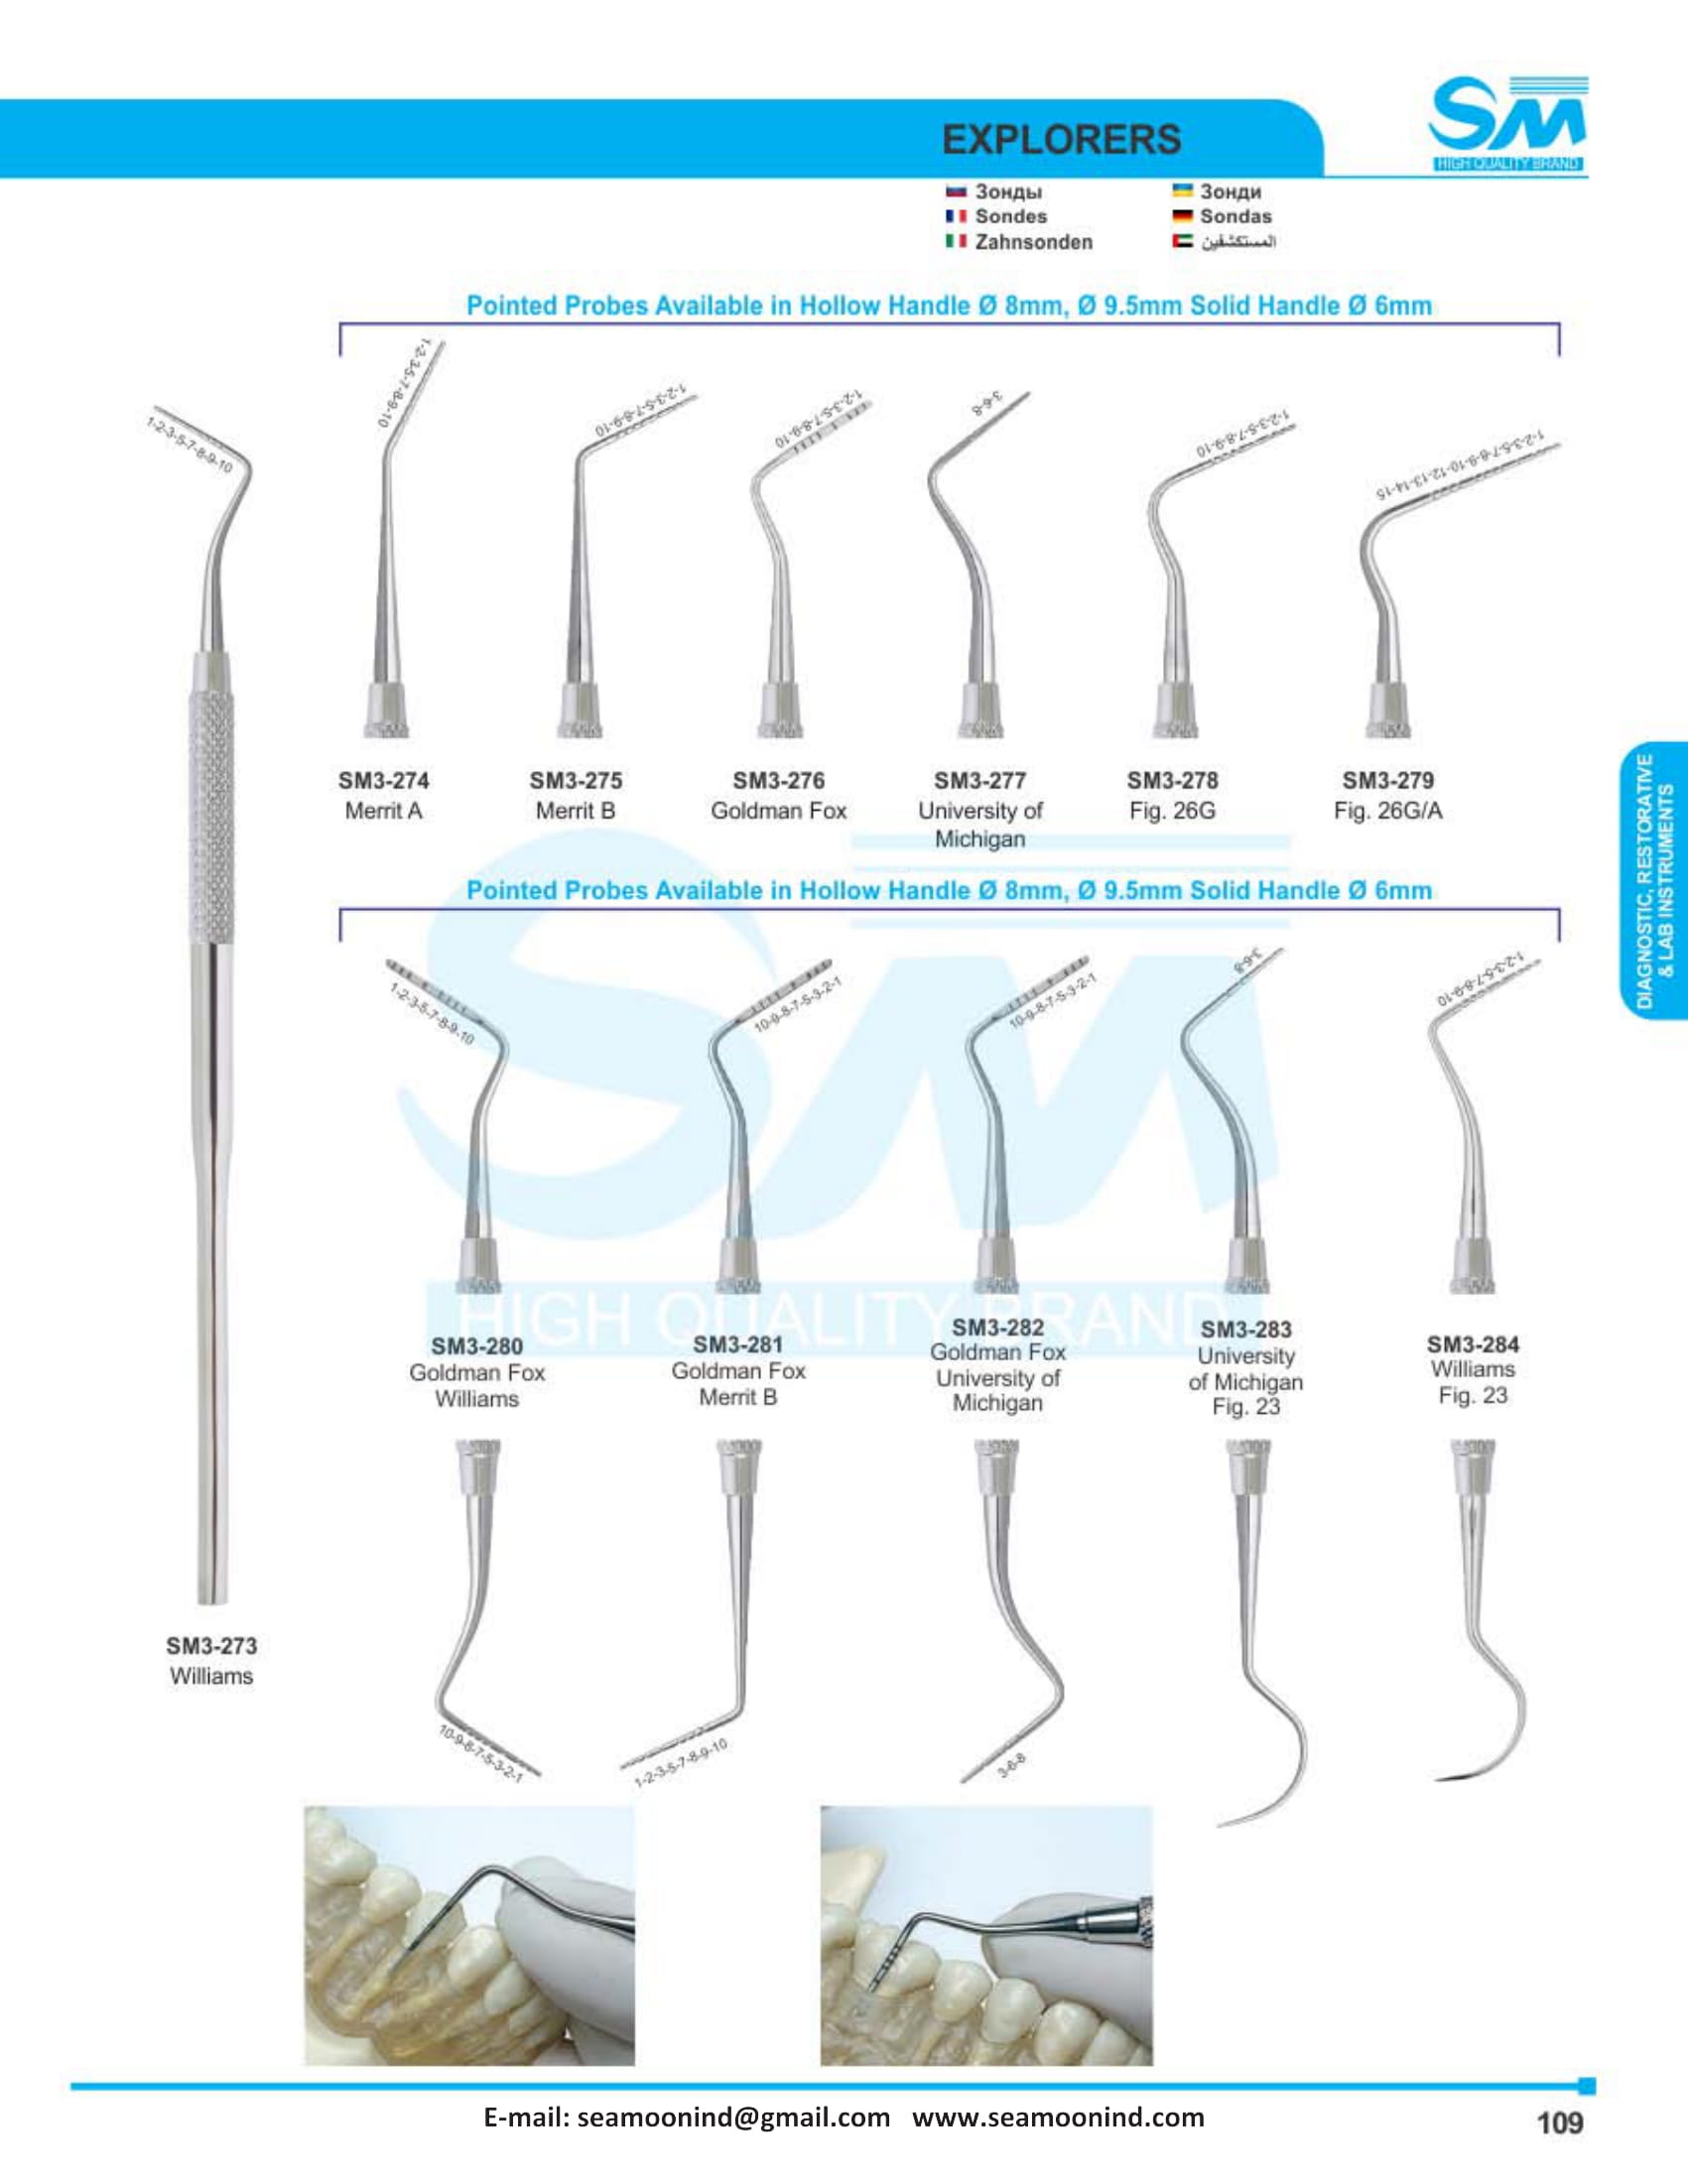 SM
HIGH QUALITY BRAND
EXPLORERS
Зонды
Зонди
Sondes
Sondas
Zahnsonden
المستكشفين
Pointed Probes Available in Hollow Handle Ø 8mm, Ø 9.5mm Solid Handle Ø 6mm
1-2-3-5-7-8-9-10
1-2-3-5-7-8-9-10
1-2-3-5-7-8-9-10
1-2-3-5-7-8-9-10
3-6-8
1-2-3-5-7-8-9-10
1-2-3-5-7-8-9-10-12-13-14-15
SM3-274
Merrit A
SM3-275
Merrit B
SM3-276
Goldman Fox
SM3-277
University of
Michigan
SM3-278
Fig. 26G
SM3-279
Fig. 26G/A
DIAGNOSTIC, RESTORATIVE
& LAB INSTRUMENTS
Pointed Probes Available in Hollow Handle Ø 8mm, Ø 9.5mm Solid Handle Ø 6mm
1-2-3-5-7-8-9-10
10-9-8-7-5-3-2-1
10-9-8-7-5-3-2-1
3-6-8
1-2-3-5-7-8-9-10
SM
HIGH QUALITY BRAND
SM3-280
Goldman Fox
Williams
SM3-281
Goldman Fox
Merrit B
SM3-282
Goldman Fox
University of
Michigan
SM3-283
University
of Michigan
Fig. 23
SM3-284
Williams
Fig. 23
SM3-273
Williams
10-9-8-7-5-3-2-1
1-2-3-5-7-8-9-10
3-6-8
E-mail: seamoonind@gmail.com www.seamoonind.com
109